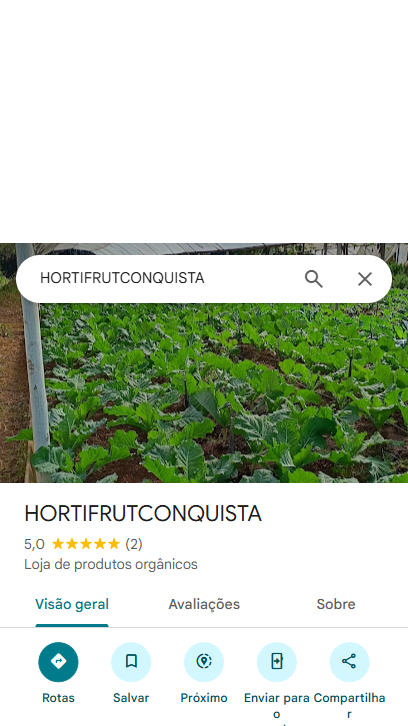 HORTIFRUTCONQUISTA
HORTIFRUTCONQUISTA
5,0 (2)
Loja de produtos orgânicos
Visão geral Avaliações Sobre
Rotas Salvar Próximo Enviar para o Compartilhar